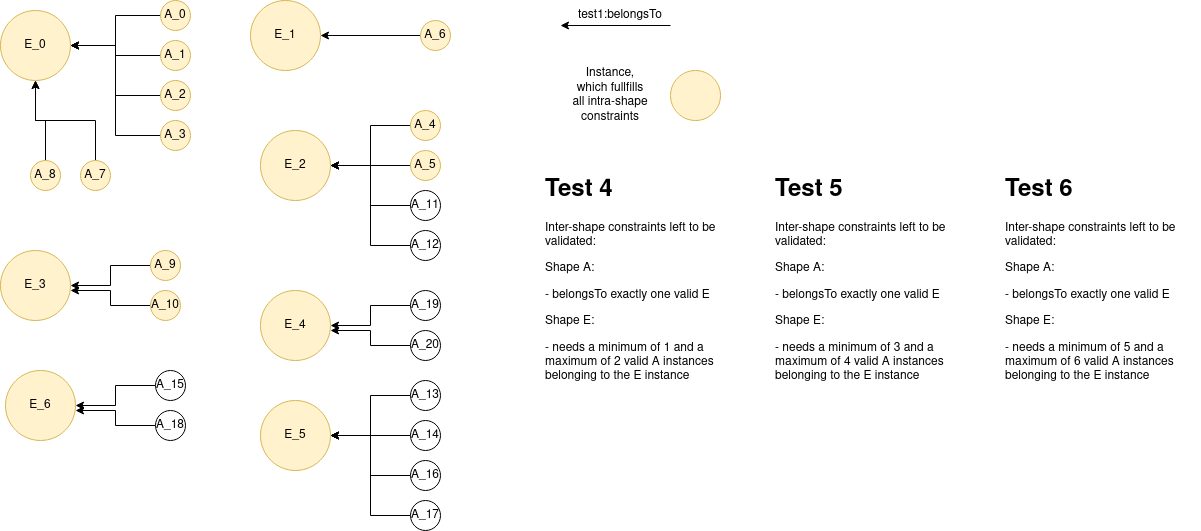 E_0
A_0
A_1
A_2
A_3
A_8
A_7
E_1
A_6
E_2
A_4
A_5
A_11
A_12
E_3
A_9
A_10
E_4
A_19
A_20
E_6
A_15
A_18
E_5
A_13
A_14
A_16
A_17
test1:belongsTo
Instance,
which fullfills
all intra-shape
constraints
Test 4
Inter-shape constraints left to be
validated:
Shape A:
- belongsTo exactly one valid E
Shape E:
- needs a minimum of 1 and a
maximum of 2 valid A instances
belonging to the E instance
Test 5
Inter-shape constraints left to be
validated:
Shape A:
- belongsTo exactly one valid E
Shape E:
- needs a minimum of 3 and a
maximum of 4 valid A instances
belonging to the E instance
Test 6
Inter-shape constraints left to be
validated:
Shape A:
- belongsTo exactly one valid E
Shape E:
- needs a minimum of 5 and a
maximum of 6 valid A instances
belonging to the E instance